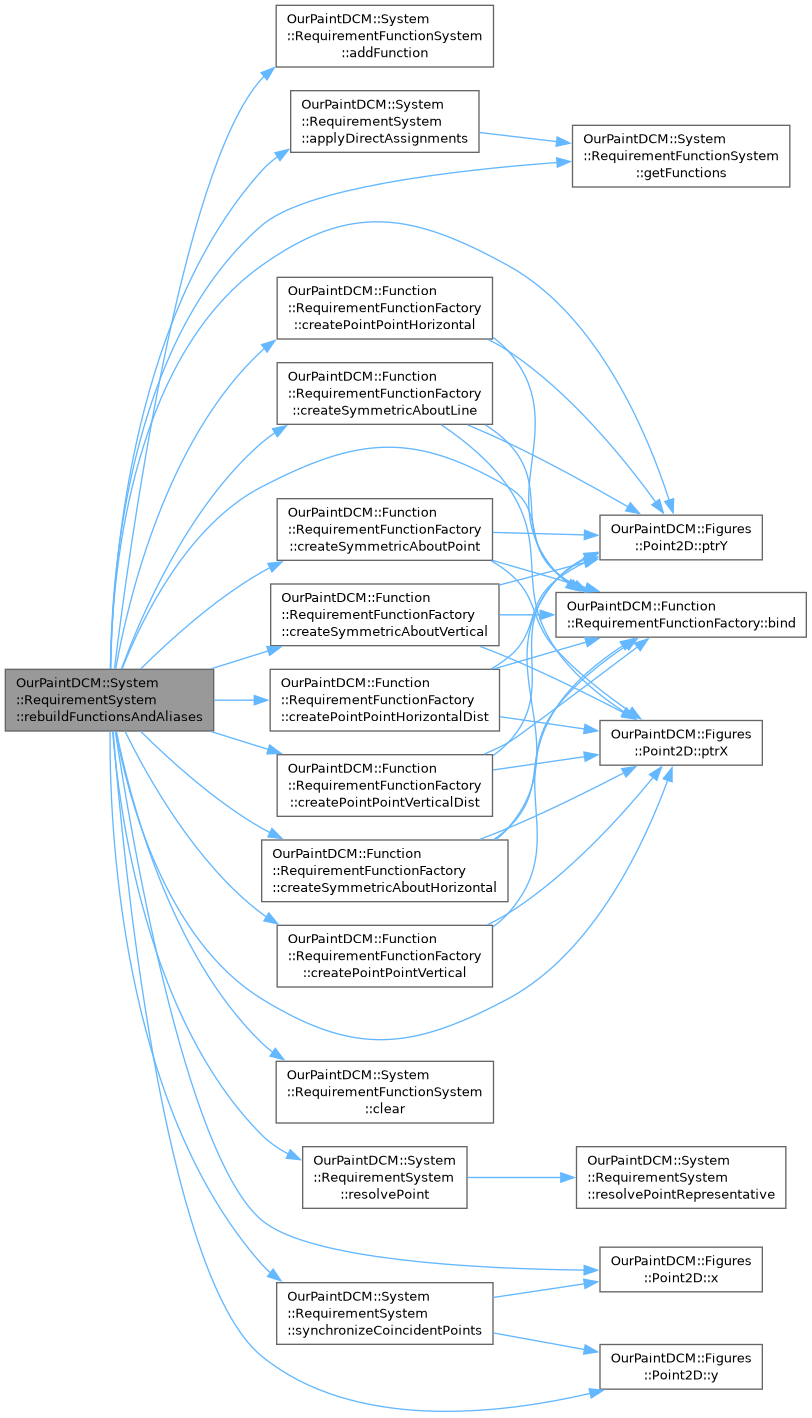 OurPaintDCM::System
::RequirementFunctionSystem
::addFunction
OurPaintDCM::System
::RequirementSystem
::applyDirectAssignments
OurPaintDCM::System
::RequirementFunctionSystem
::getFunctions
OurPaintDCM::Function
::RequirementFunctionFactory
::createPointPointHorizontal
OurPaintDCM::Function
::RequirementFunctionFactory
::createSymmetricAboutLine
OurPaintDCM::Function
::RequirementFunctionFactory
::createSymmetricAboutPoint
OurPaintDCM::Figures
::Point2D::ptrY
OurPaintDCM::Function
::RequirementFunctionFactory
::createSymmetricAboutVertical
OurPaintDCM::Function
::RequirementFunctionFactory::bind
OurPaintDCM::System
::RequirementSystem
::rebuildFunctionsAndAliases
OurPaintDCM::Function
::RequirementFunctionFactory
::createPointPointHorizontalDist
OurPaintDCM::Figures
::Point2D::ptrX
OurPaintDCM::Function
::RequirementFunctionFactory
::createPointPointVerticalDist
OurPaintDCM::Function
::RequirementFunctionFactory
::createSymmetricAboutHorizontal
OurPaintDCM::Function
::RequirementFunctionFactory
::createPointPointVertical
OurPaintDCM::System
::RequirementFunctionSystem
::clear
OurPaintDCM::System
::RequirementSystem
::resolvePoint
OurPaintDCM::System
::RequirementSystem
::resolvePointRepresentative
OurPaintDCM::Figures
::Point2D::x
OurPaintDCM::System
::RequirementSystem
::synchronizeCoincidentPoints
OurPaintDCM::Figures
::Point2D::y